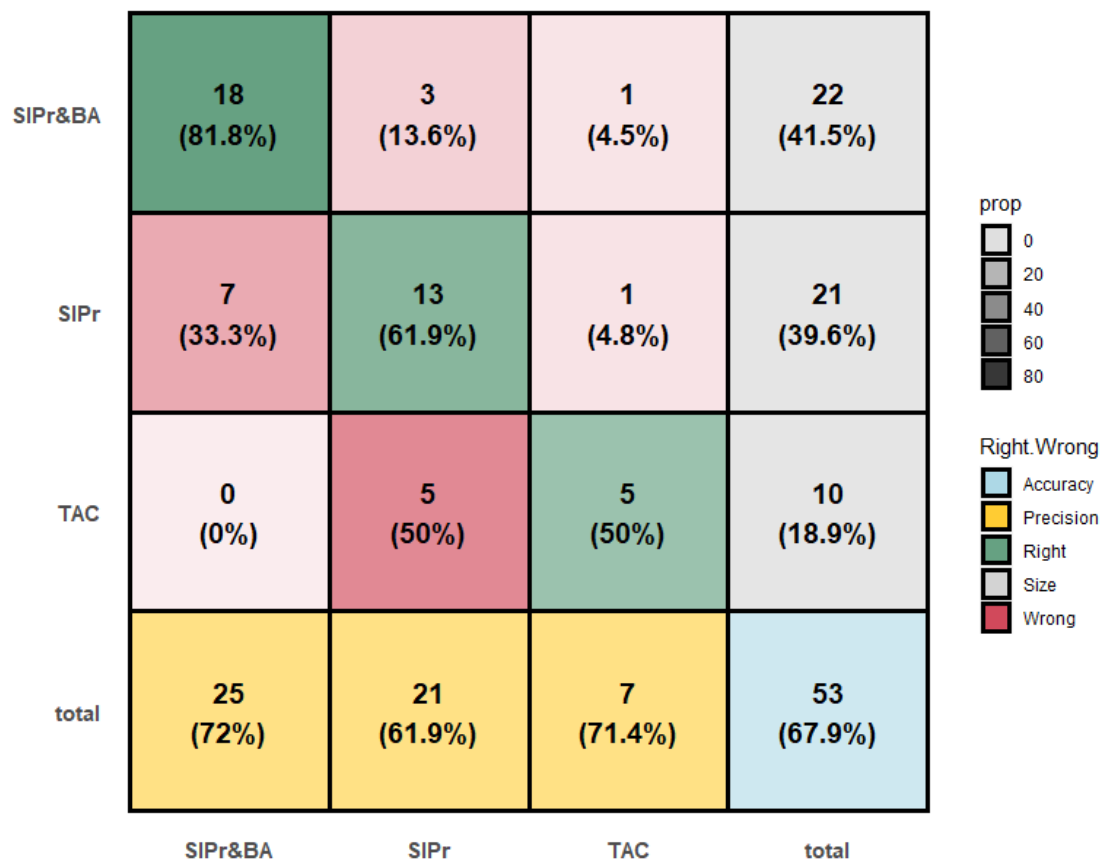 SIPr&BA
18
(81.8%)
3
(13.6%)
1
(4.5%)
22
(41.5%)
SIPr
7
(33.3%)
13
(61.9%)
1
(4.8%)
21
(39.6%)
TAC
0
(0%)
5
(50%)
5
(50%)
10
(18.9%)
total
25
(72%)
21
(61.9%)
7
(71.4%)
53
(67.9%)
SIPr&BA
SIPr
TAC
total
prop
0
20
40
60
80
Right.Wrong
Accuracy
Precision
Right
Size
Wrong